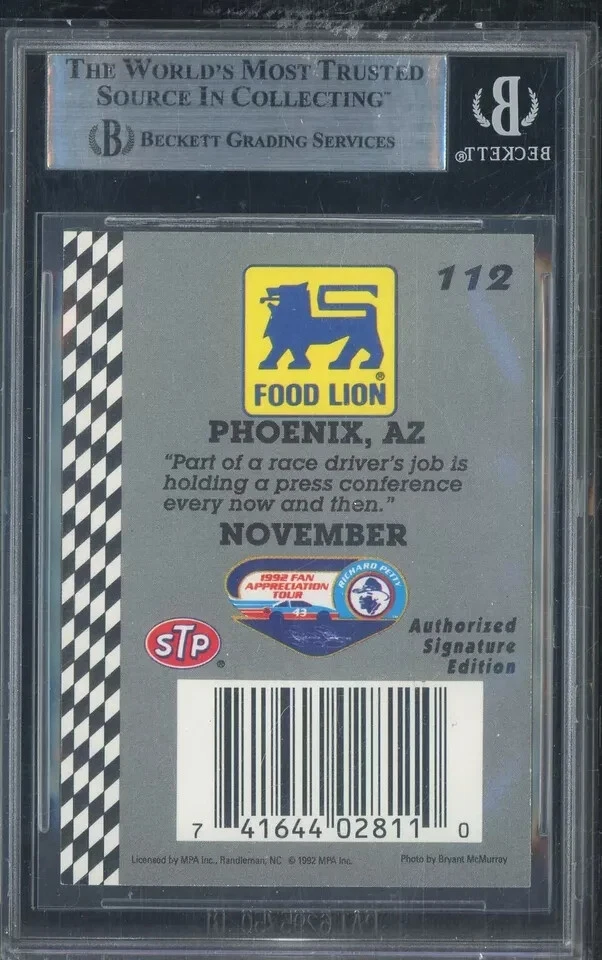 THE WORLD'S MOST TRUSTED
SOURCE IN COLLECTING™
B BECKETT GRADING SERVICES
B
BECKETT®
112
FOOD LION®
PHOENIX, AZ
"Part of a race driver's job is
holding a press conference
every now and then."
NOVEMBER
1992 FAN
APPRECIATION
TOUR
RICHARD PETTY
43
STP®
Authorized
Signature
Edition
7 41644 02811 0
Licensed by MPA Inc., Randleman, NC © 1992 MPA Inc.
Photo by Bryant McMurray